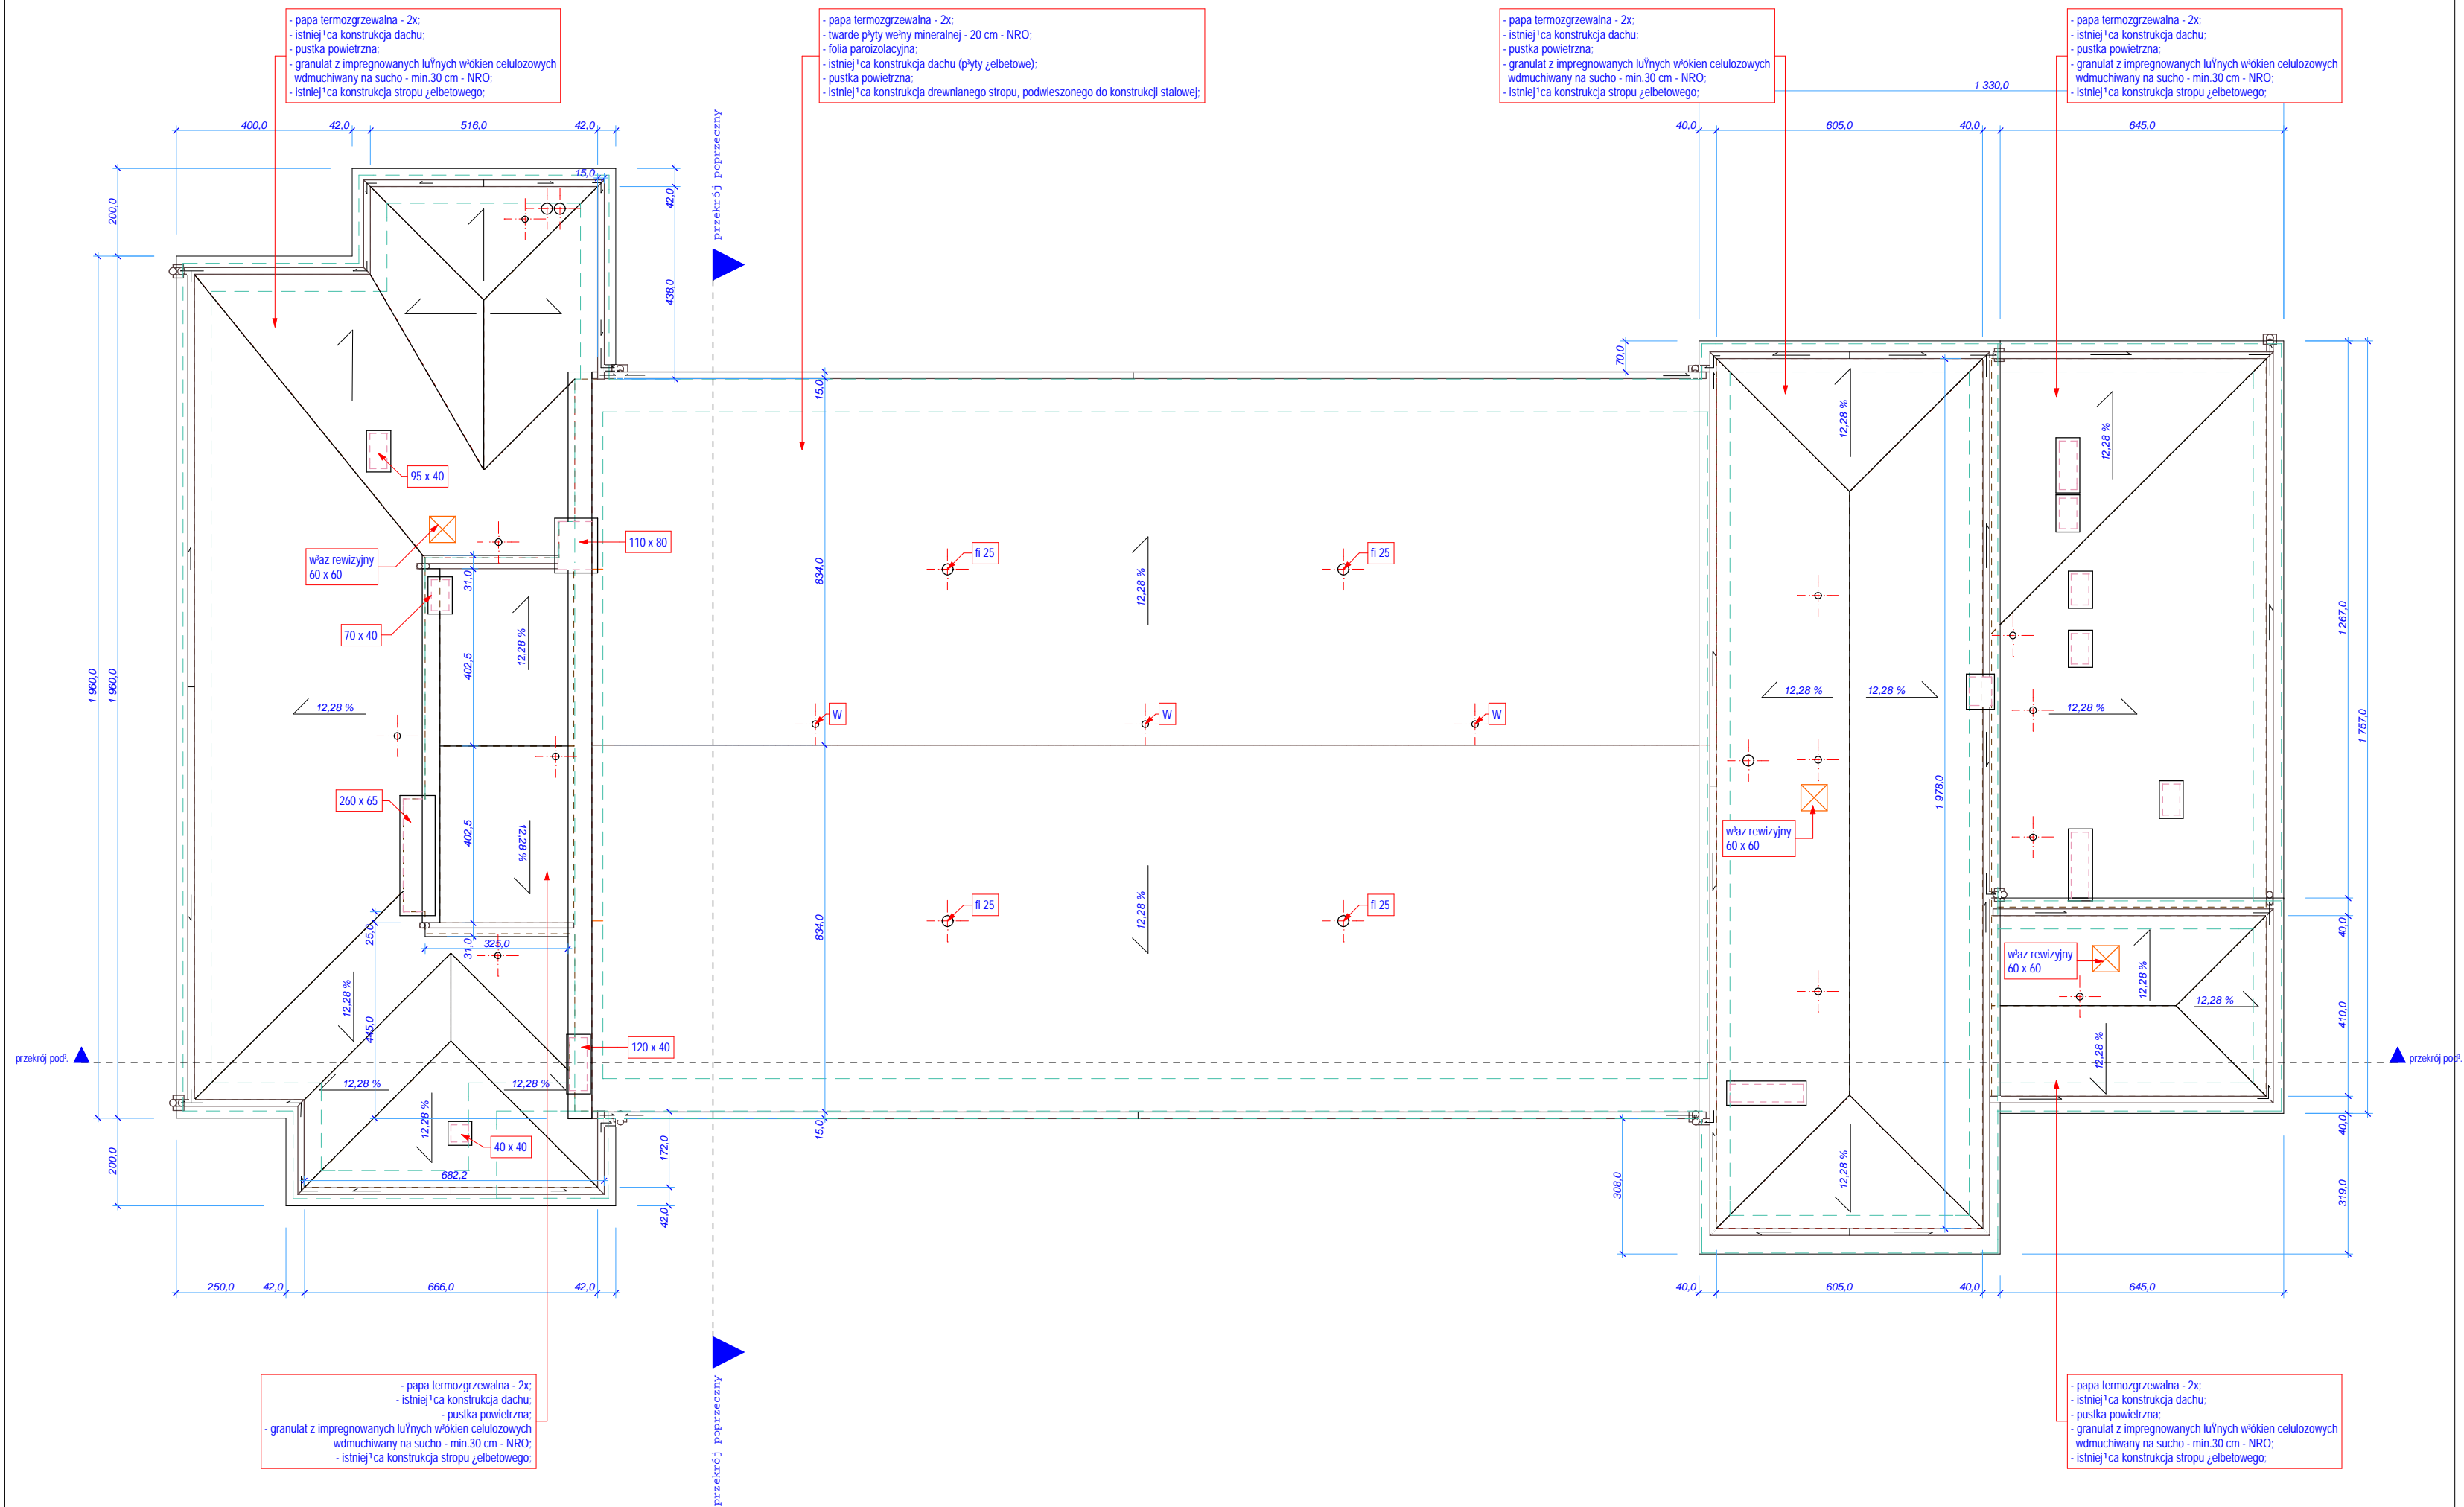 - papa termozgrzewalna - 2x;
- istniej¹ca konstrukcja dachu;
- pustka powietrzna;
- granulat z impregnowanych luŸnych w³ókien celulozowych
wdmuchiwany na sucho - min.30 cm - NRO;
- istniej¹ca konstrukcja stropu ¿elbetowego;
- papa termozgrzewalna - 2x;
- twarde p³yty we³ny mineralnej - 20 cm - NRO;
- folia paroizolacyjna;
- istniej¹ca konstrukcja dachu (p³yty ¿elbetowe);
- pustka powietrzna;
- istniej¹ca konstrukcja drewnianego stropu, podwieszonego do konstrukcji stalowej;
- papa termozgrzewalna - 2x;
- istniej¹ca konstrukcja dachu;
- pustka powietrzna;
- granulat z impregnowanych luŸnych w³ókien celulozowych
wdmuchiwany na sucho - min.30 cm - NRO;
- istniej¹ca konstrukcja stropu ¿elbetowego;
- papa termozgrzewalna - 2x;
- istniej¹ca konstrukcja dachu;
- pustka powietrzna;
- granulat z impregnowanych luŸnych w³ókien celulozowych
wdmuchiwany na sucho - min.30 cm - NRO;
- istniej¹ca konstrukcja stropu ¿elbetowego;
1 330,0
400,0
42,0
516,0
42,0
przekrój poprzeczny
40,0
605,0
40,0
645,0
200,0
15,0
42,0
438,0
70,0
15,0
12,28 %
12,28 %
95 x 40
110 x 80
fi 25
fi 25
w³az rewizyjny
60 x 60
31,0
834,0
12,28 %
70 x 40
12,28 %
402,5
1 267,0
1 960,0
1 960,0
12,28 %
W
W
W
12,28 %
12,28 %
12,28 %
1 757,0
260 x 65
402,5
12,28 %
1 978,0
w³az rewizyjny
60 x 60
fi 25
fi 25
12,28 %
834,0
25,0
31,0
325,0
40,0
w³az rewizyjny
60 x 60
12,28 %
12,28 %
12,28 %
445,0
410,0
120 x 40
przekrój pod³.
12,28 %
przekrój pod³.
12,28 %
12,28 %
12,28 %
40 x 40
15,0
172,0
40,0
200,0
682,2
42,0
308,0
12,28 %
319,0
250,0
42,0
666,0
42,0
40,0
605,0
40,0
645,0
- papa termozgrzewalna - 2x;
- istniej¹ca konstrukcja dachu;
- pustka powietrzna;
- granulat z impregnowanych luŸnych w³ókien celulozowych
wdmuchiwany na sucho - min.30 cm - NRO;
- istniej¹ca konstrukcja stropu ¿elbetowego;
przekrój poprzeczny
- papa termozgrzewalna - 2x;
- istniej¹ca konstrukcja dachu;
- pustka powietrzna;
- granulat z impregnowanych luŸnych w³ókien celulozowych
wdmuchiwany na sucho - min.30 cm - NRO;
- istniej¹ca konstrukcja stropu ¿elbetowego;